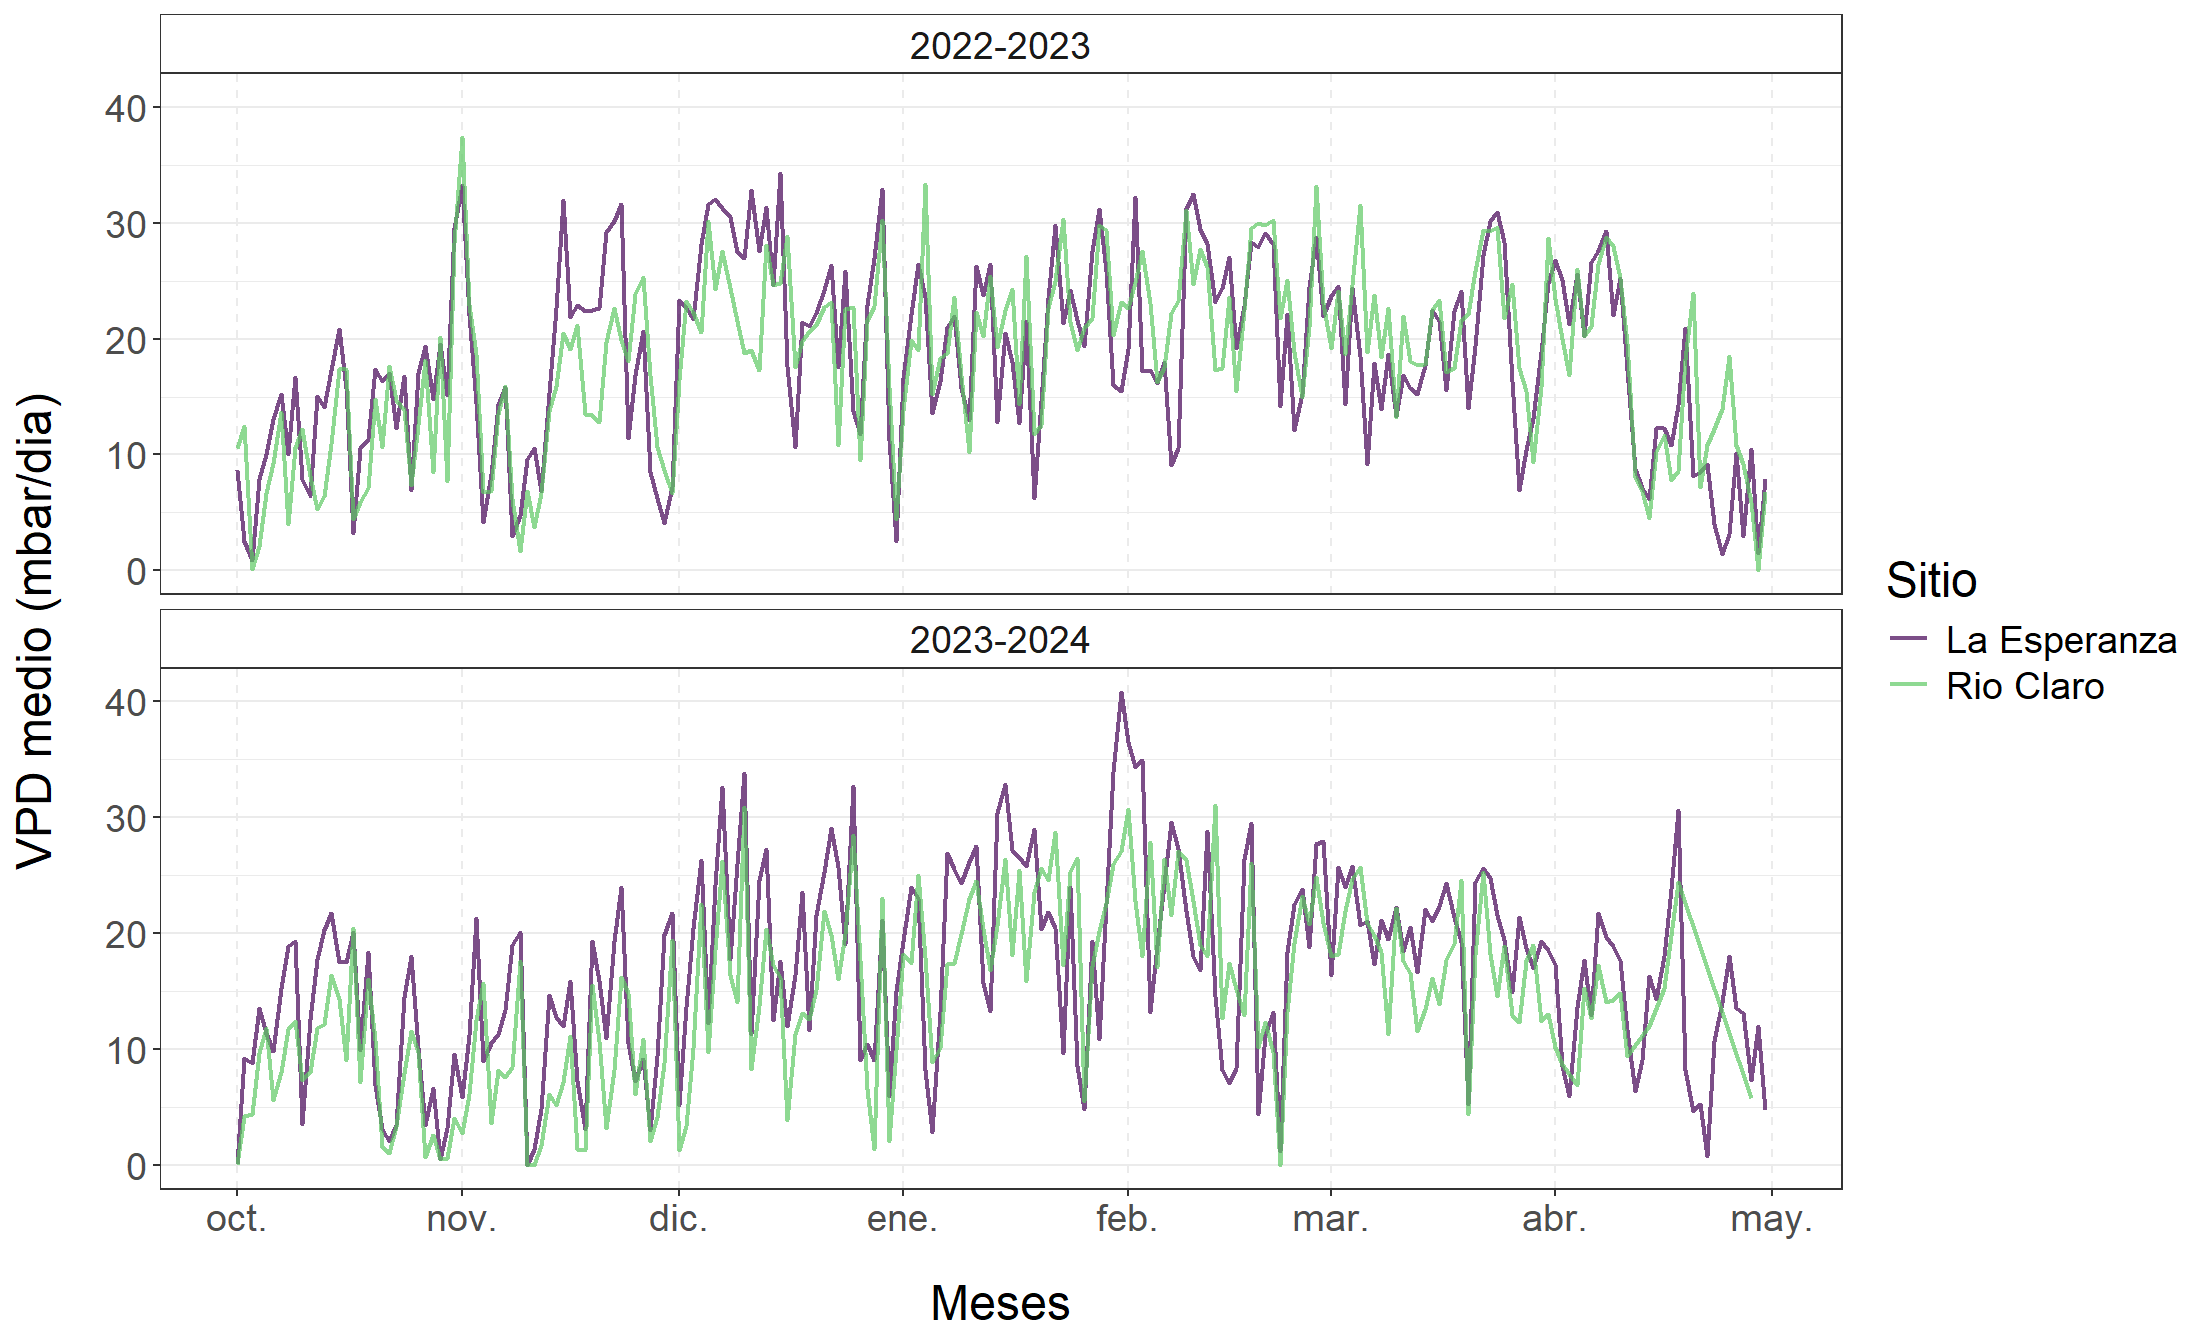 2022-2023
40
30
20
10
0
2023-2024
40
30
20
10
0
oct. nov. dic. ene. feb. mar. abr. may.
Meses
VPD medio (mbar/dia)
Sitio
La Esperanza
Rio Claro